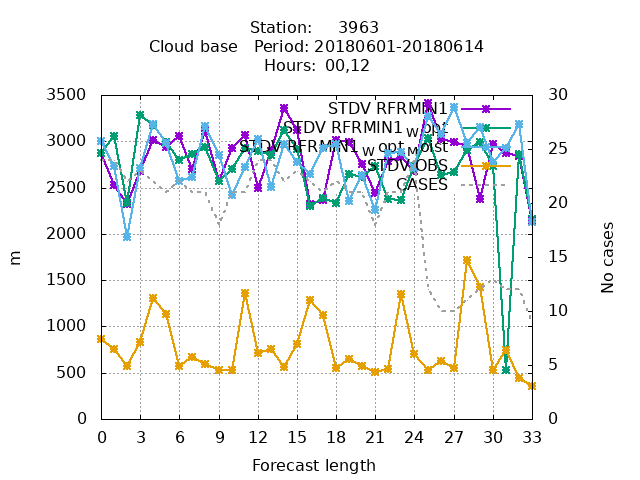 Station: 3963
Cloud base Period: 20180601-20180614
Hours: 00,12
3500 30
STDV RFRMIN1
STDV RFRMIN1_W_opt
3000 25
STDV RFRMIN1_W_opt_Moist
STDV OBS
CASES
2500 20
2000
1500 15
1000 10
500 5
0 0
m
No cases
0 3 6 9 12 15 18 21 24 27 30 33
Forecast length